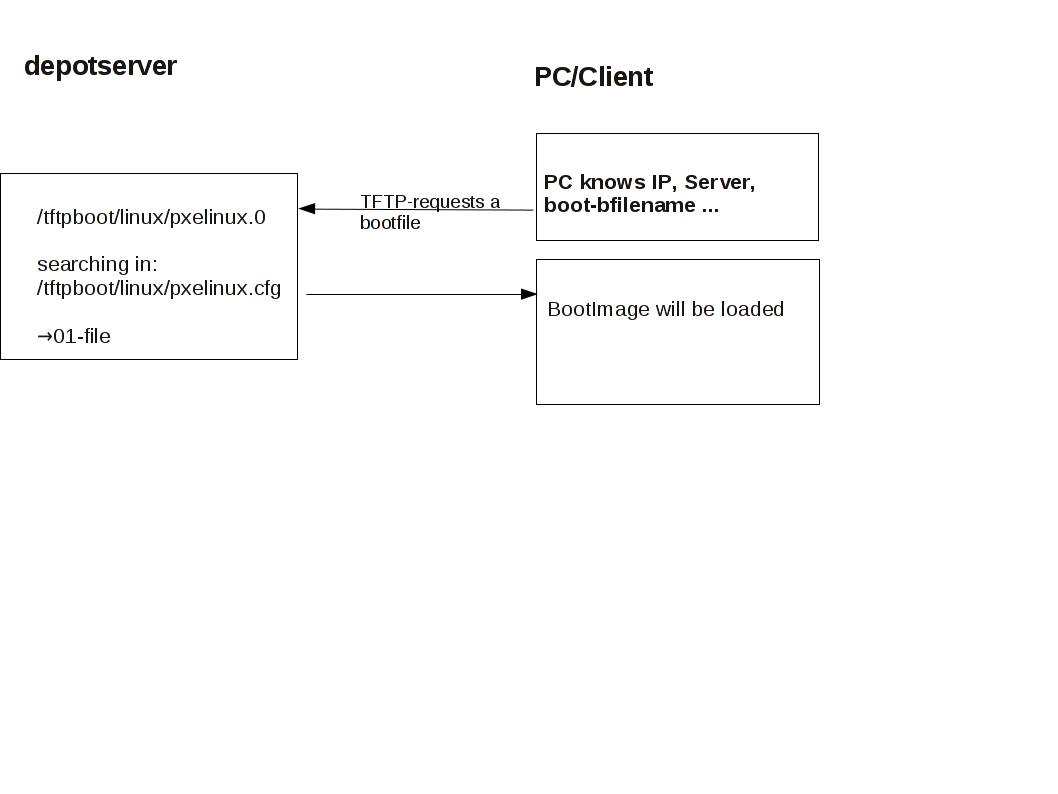 depotserver
PC/Client
/tftpboot/linux/pxelinux.0
searching in:
/tftpboot/linux/pxelinux.cfg
→01-file
TFTP-requests a
bootfile
PC knows IP, Server,
boot-bfilename ...
BootImage will be loaded